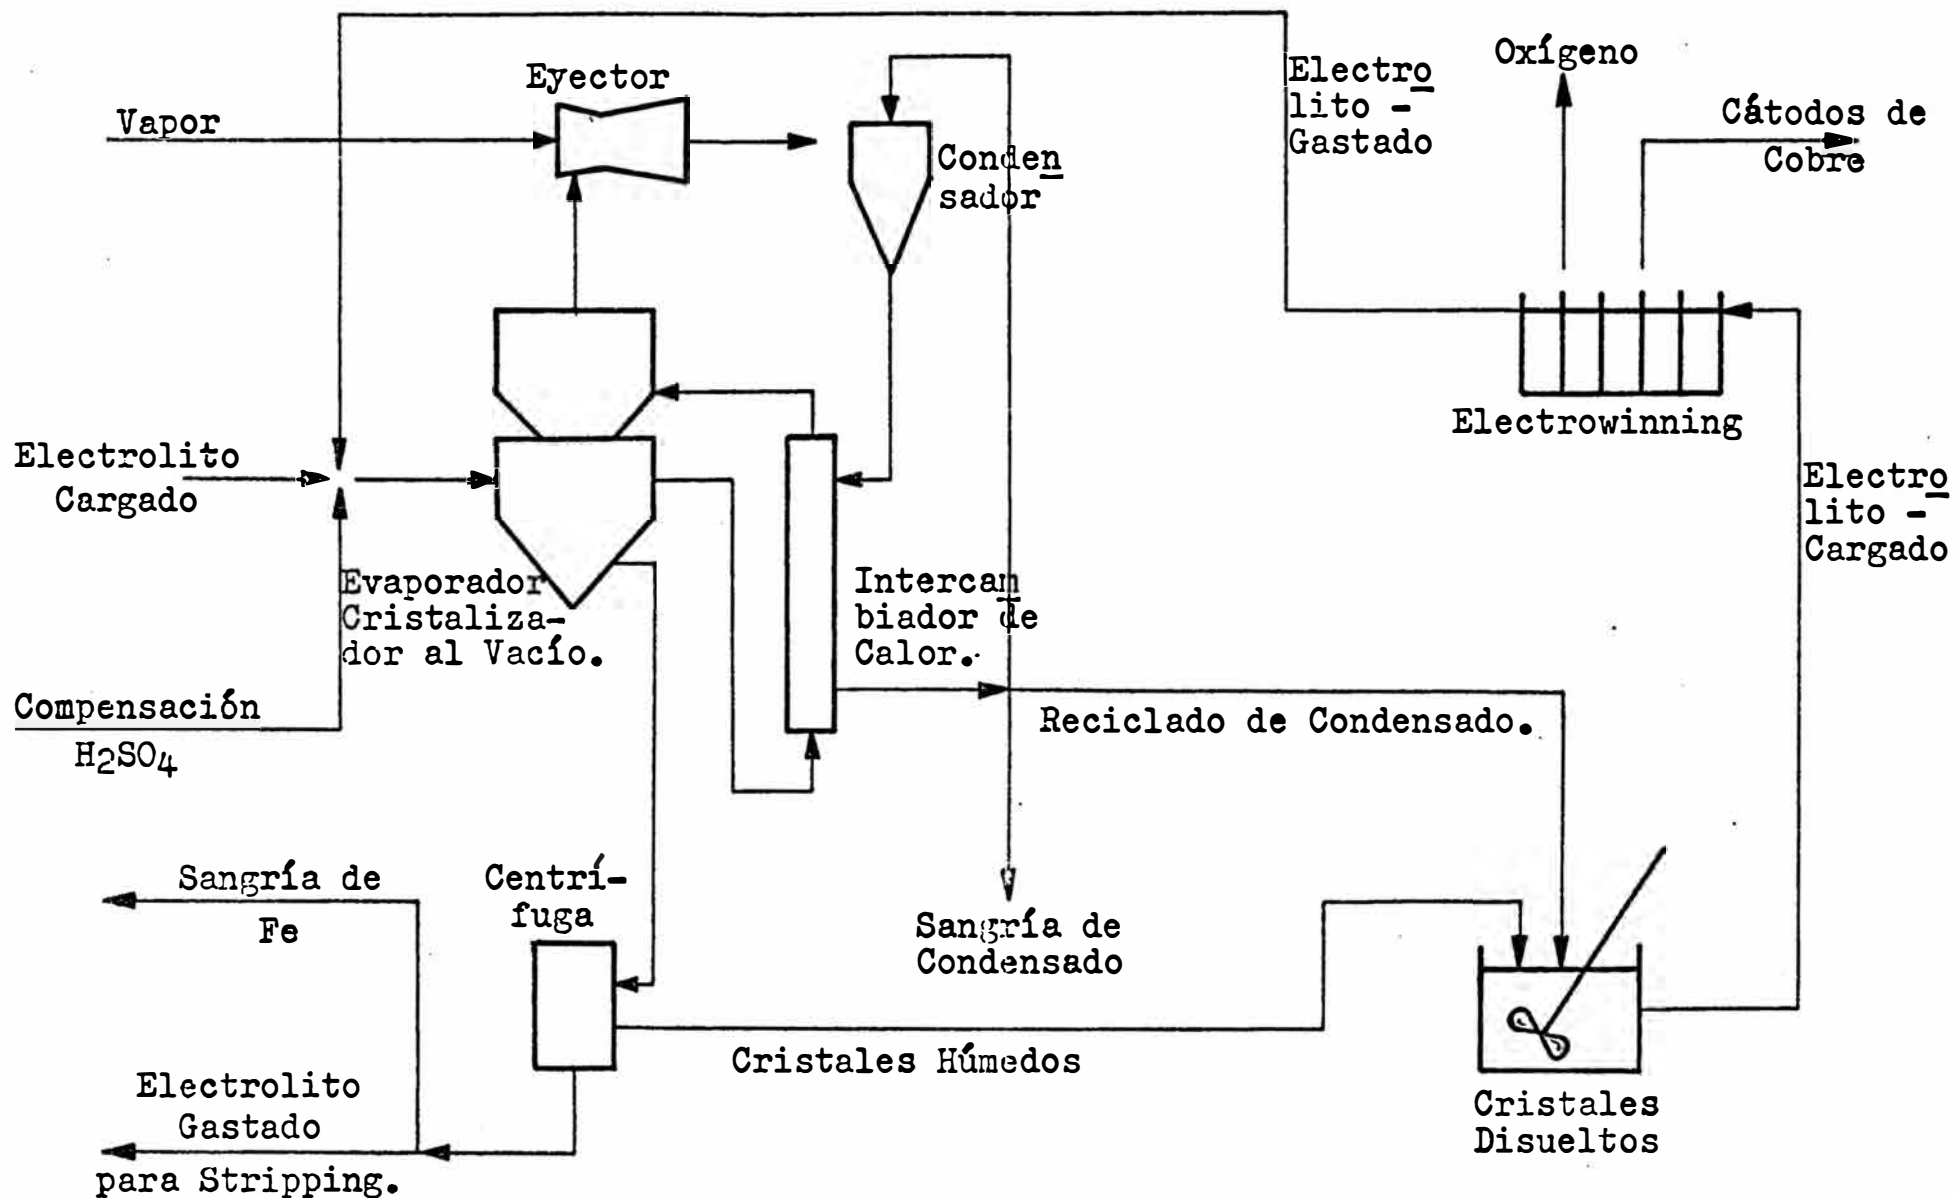 Eyector
Vapor
Conden
sador
Electro
lito -
Gastado
Oxígeno
Cátodos de
Cobre
Electrowinning
Electrolito
Cargado
Electro
lito -
Cargado
Evaporador
Cristaliza-
dor al Vacío.
Intercam
biador de
Calor.
Compensación
H2SO4
Reciclado de Condensado.
Sangría de
Fe
Centrí-
fuga
Sangría de
Condensado
Cristales Húmedos
Electrolito
Gastado
para Stripping.
Cristales
Disueltos